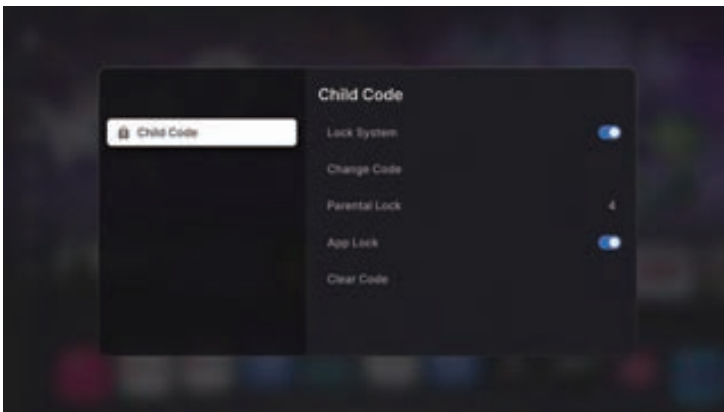 Child Code
Child Code
Lock System
Change Code
Parental Lock 4
App Lock
Clear Code